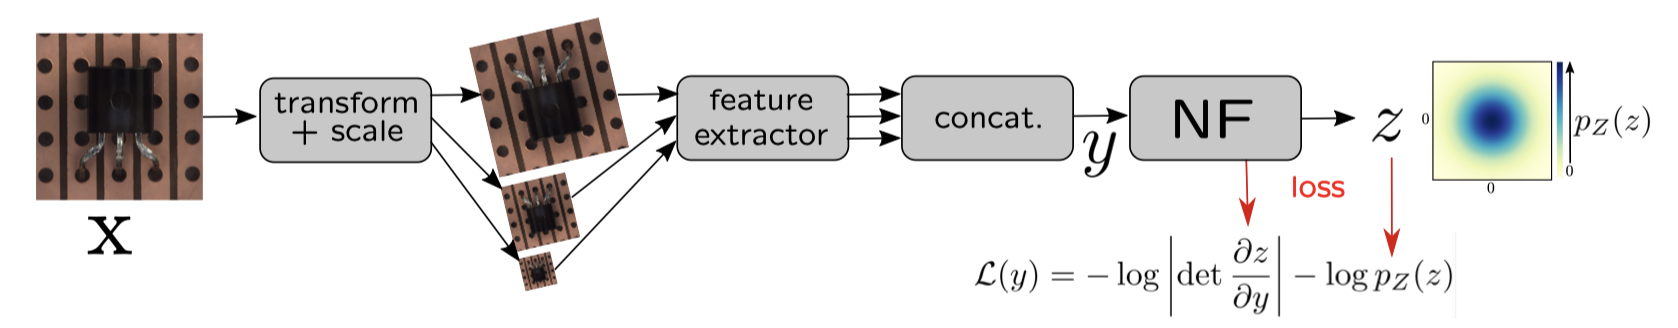 x
transform
+ scale
feature
extractor
concat.
y
NF
z
0
0
0
p_Z(z)
loss
\mathcal{L}(y) = -\log \left| \det \frac{\partial z}{\partial y} \right| - \log p_Z(z)